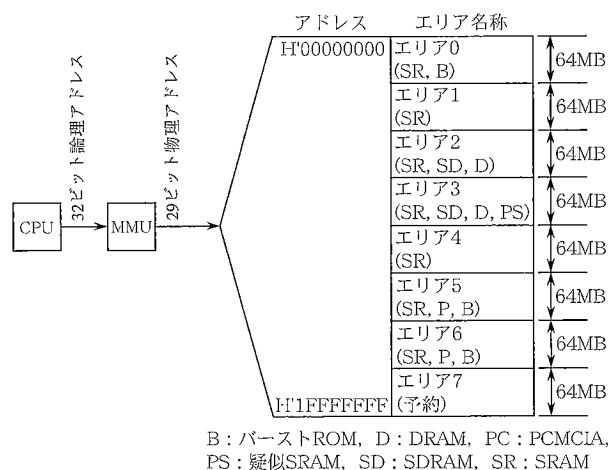 アドレス エリア名称
H'00000000 エリア0
(SR, B) 64MB
エリア1
(SR) 64MB
エリア2
(SR, SD, D) 64MB
エリア3
(SR, SD, D, PS) 64MB
エリア4
(SR) 64MB
エリア5
(SR, P, B) 64MB
エリア6
(SR, P, B) 64MB
エリア7
H'1FFFFFFF (予約) 64MB
CPU
32ビット論理アドレス
MMU
29ビット物理アドレス
B：バーストROM, D：DRAM, PC：PCMCIA,
PS：疑似SRAM, SD：SDRAM, SR：SRAM